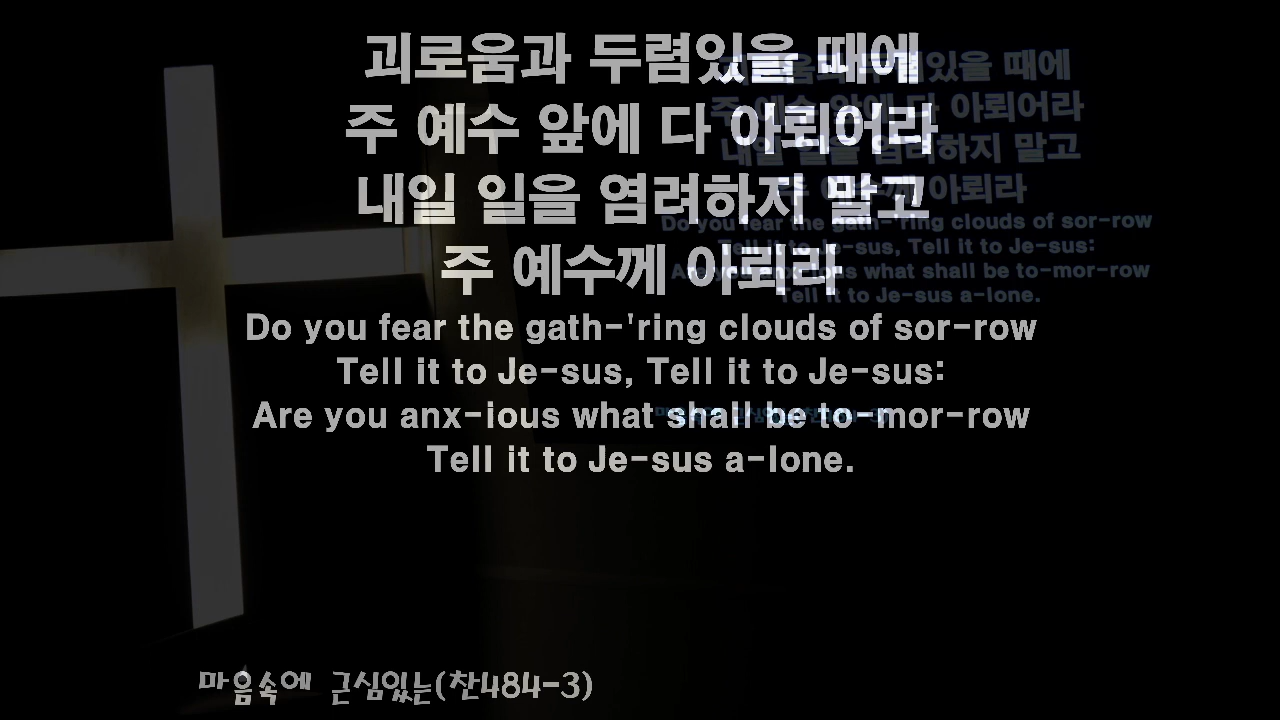 괴로움과 두렴있을 때에
주 예수 앞에 다 아뢰어라
내일 일을 염려하지 말고
주 예수께 아뢰라
Do you fear the gath-'ring clouds of sor-row
Tell it to Je-sus, Tell it to Je-sus:
Are you anx-ious what shall be to-mor-row
Tell it to Je-sus a-lone.
마음속에 근심있는(찬484-3)